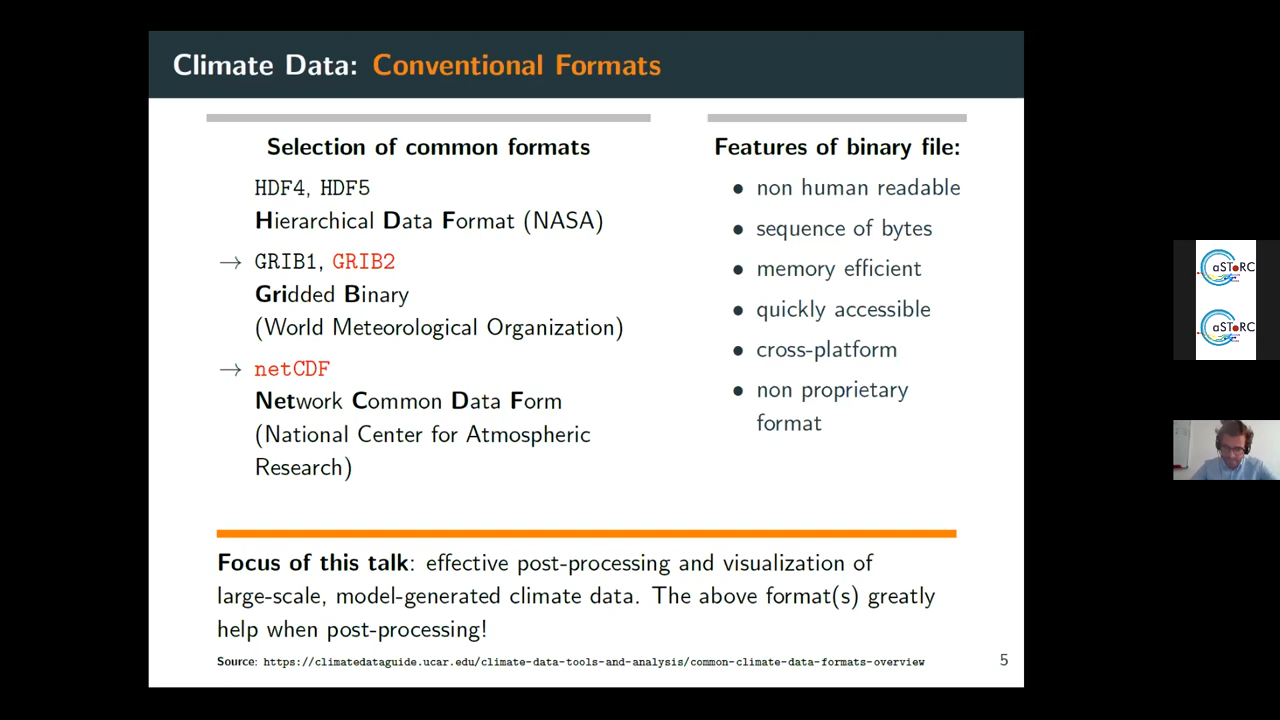 Climate Data: Conventional Formats
Selection of common formats
HDF4, HDF5
Hierarchical Data Format (NASA)
→ GRIB1, GRIB2
Gridded Binary
(World Meteorological Organization)
→ netCDF
Network Common Data Form
(National Center for Atmospheric
Research)
Features of binary file:
• non human readable
• sequence of bytes
• memory efficient
• quickly accessible
• cross-platform
• non proprietary
format
Focus of this talk: effective post-processing and visualization of
large-scale, model-generated climate data. The above format(s) greatly
help when post-processing!
Source: https://climatedataguide.ucar.edu/climate-data-tools-and-analysis/common-climate-data-formats-overview
5
aSToRC
aSToRC